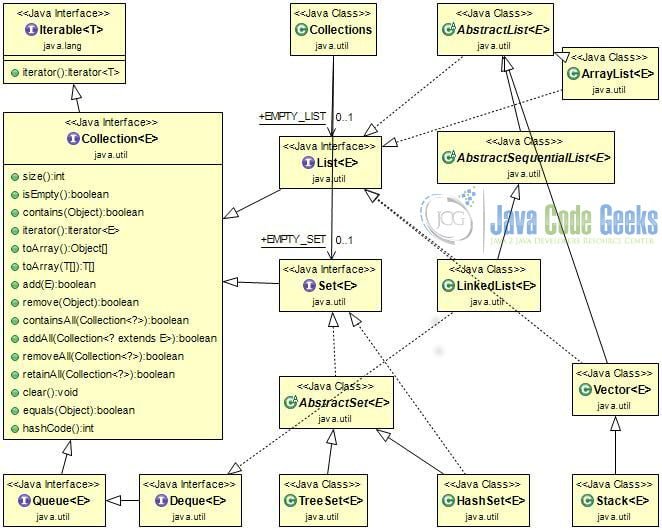 <<Java Interface>>
Iterable<T>
java.lang
iterator():Iterator<T>
<<Java Class>>
Collections
java.util
<<Java Class>>
AbstractList<E>
java.util
<<Java Class>>
ArrayList<E>
java.util
<<Java Interface>>
Collection<E>
java.util
size():int
isEmpty():boolean
contains(Object):boolean
iterator():Iterator<E>
toArray():Object[]
toArray(T[]):T[]
add(E):boolean
remove(Object):boolean
containsAll(Collection<?>):boolean
addAll(Collection<? extends E>):boolean
removeAll(Collection<?>):boolean
retainAll(Collection<?>):boolean
clear():void
equals(Object):boolean
hashCode():int
+EMPTY_LIST 0..1
<<Java Interface>>
List<E>
java.util
<<Java Class>>
AbstractSequentialList<E>
java.util
JCG
Java Code Geeks
JAVA 2 JAVA DEVELOPERS RESOURCE CENTER
+EMPTY_SET 0..1
<<Java Interface>>
Set<E>
java.util
<<Java Class>>
LinkedList<E>
java.util
<<Java Class>>
AbstractSet<E>
java.util
<<Java Class>>
Vector<E>
java.util
<<Java Interface>>
Queue<E>
java.util
<<Java Interface>>
Deque<E>
java.util
<<Java Class>>
TreeSet<E>
java.util
<<Java Class>>
HashSet<E>
java.util
<<Java Class>>
Stack<E>
java.util